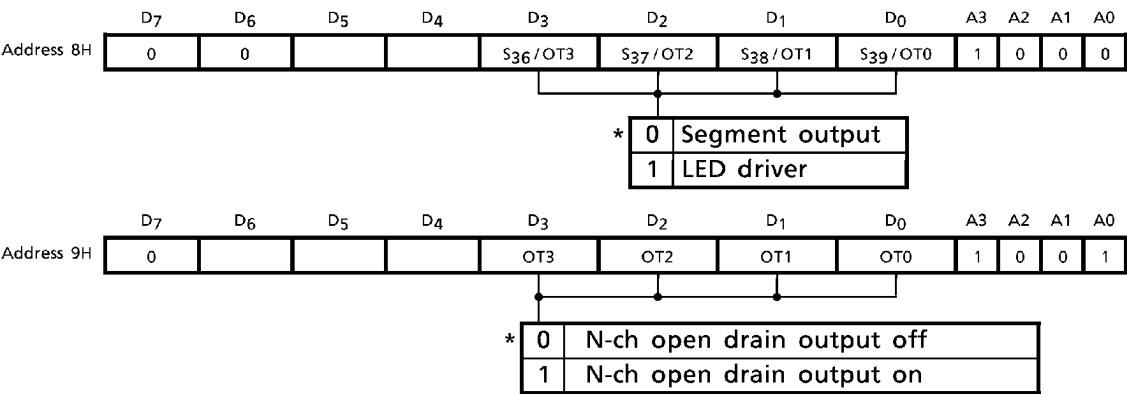 D7 D6 D5 D4 D3 D2 D1 D0 A3 A2 A1 A0
Address 8H 0 0 S36/OT3 S37/OT2 S38/OT1 S39/OT0 1 0 0 0
* 0 Segment output
1 LED driver
D7 D6 D5 D4 D3 D2 D1 D0 A3 A2 A1 A0
Address 9H 0 OT3 OT2 OT1 OT0 1 0 0 1
* 0 N-ch open drain output off
1 N-ch open drain output on